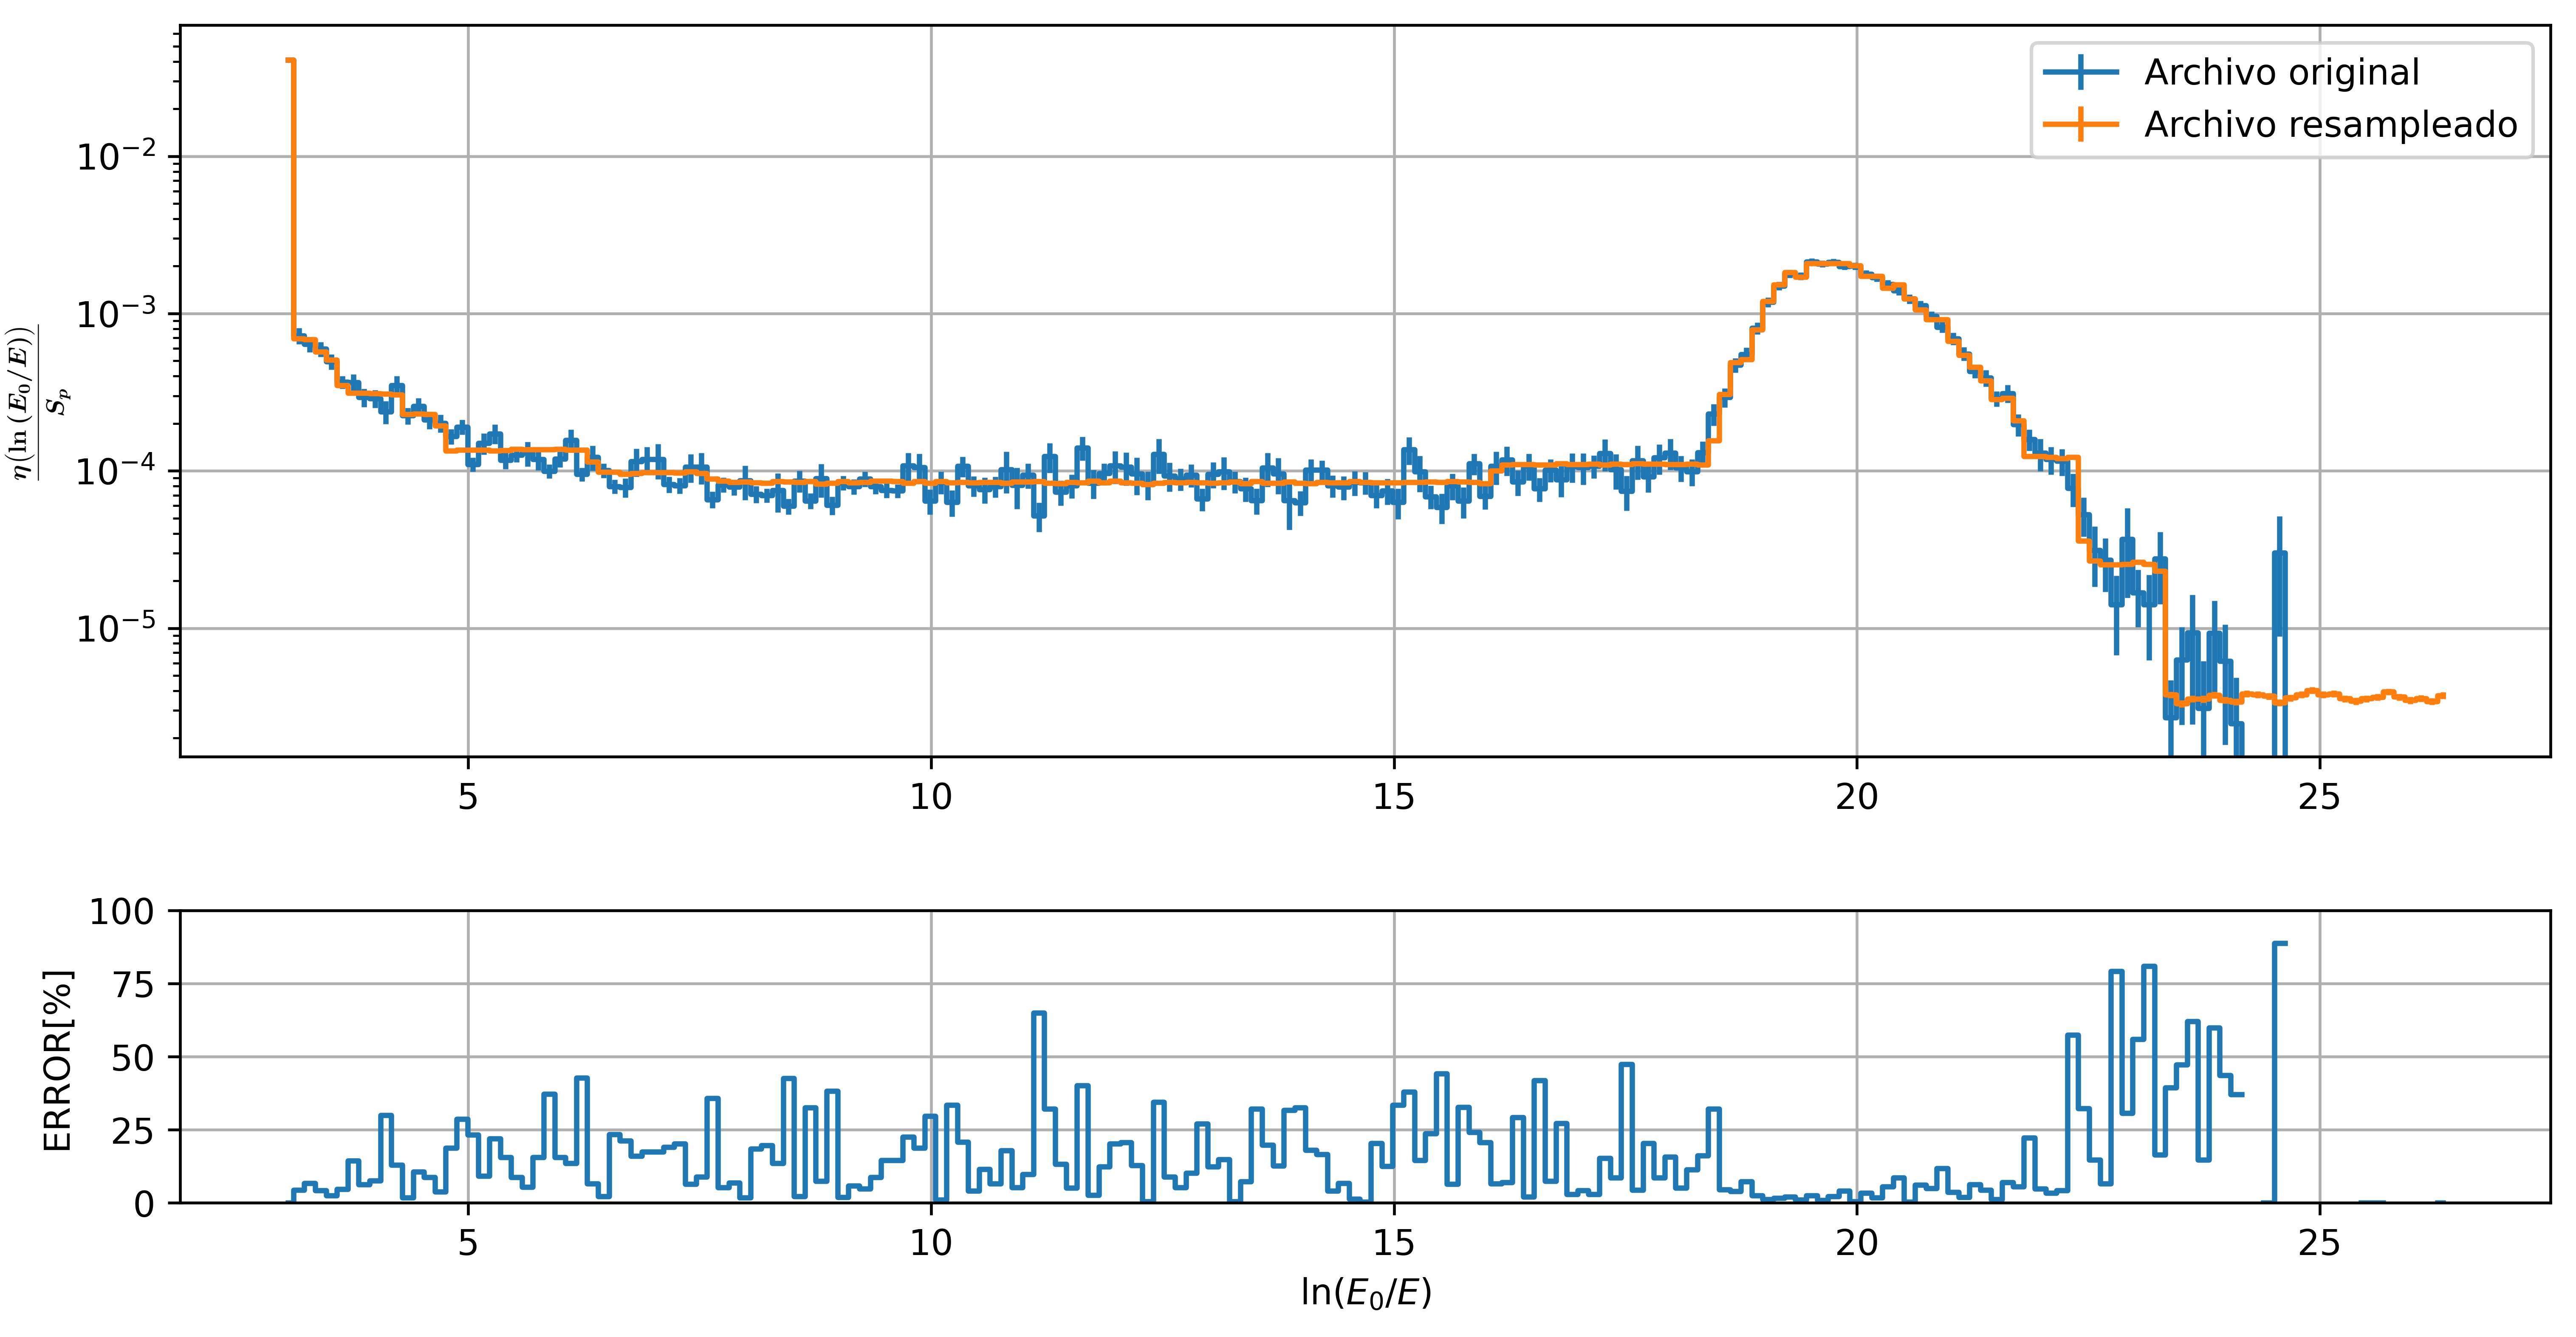 Archivo original
Archivo resampleado
10⁻²
10⁻³
10⁻⁴
10⁻⁵
η(ln (E₀/E))
Sₚ
5 10 15 20 25
100
75
50
25
0
ERROR[%]
5 10 15 20 25
ln(E₀/E)